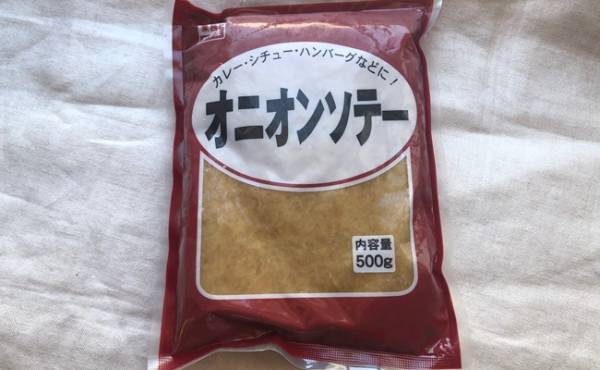 カレー・シチュー・ハンバーグなどに!
オニオンソテー
内容量
500g